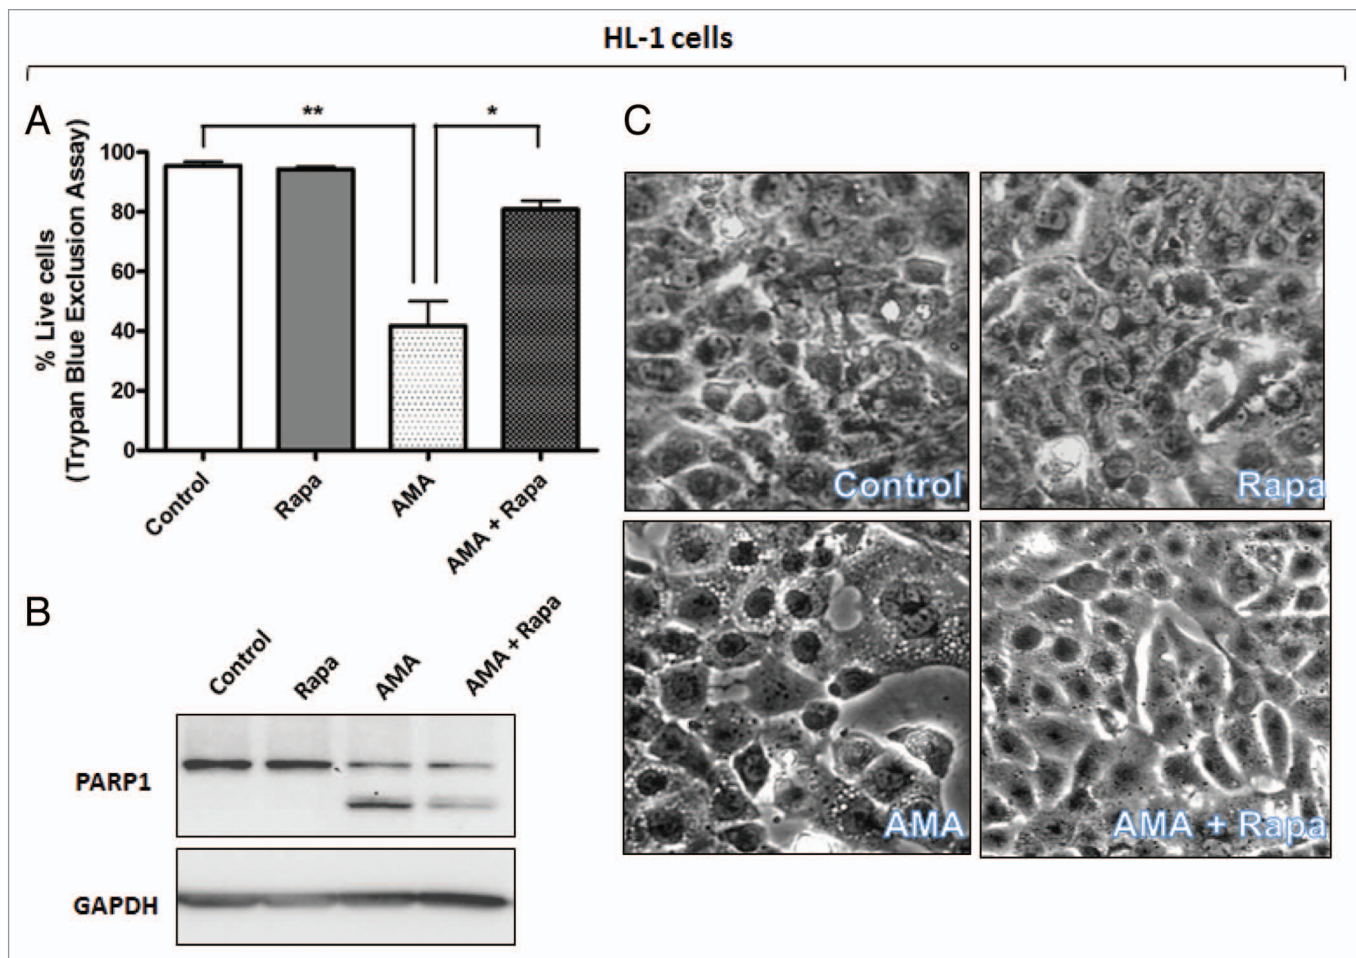 HL-1 cells
A
% Live cells
(Trypan Blue Exclusion Assay)
100
80
60
40
20
0
**
*
Control
Rapa
AMA
AMA + Rapa
B
Control
Rapa
AMA
AMA + Rapa
PARP1
GAPDH
C
Control
Rapa
AMA
AMA + Rapa